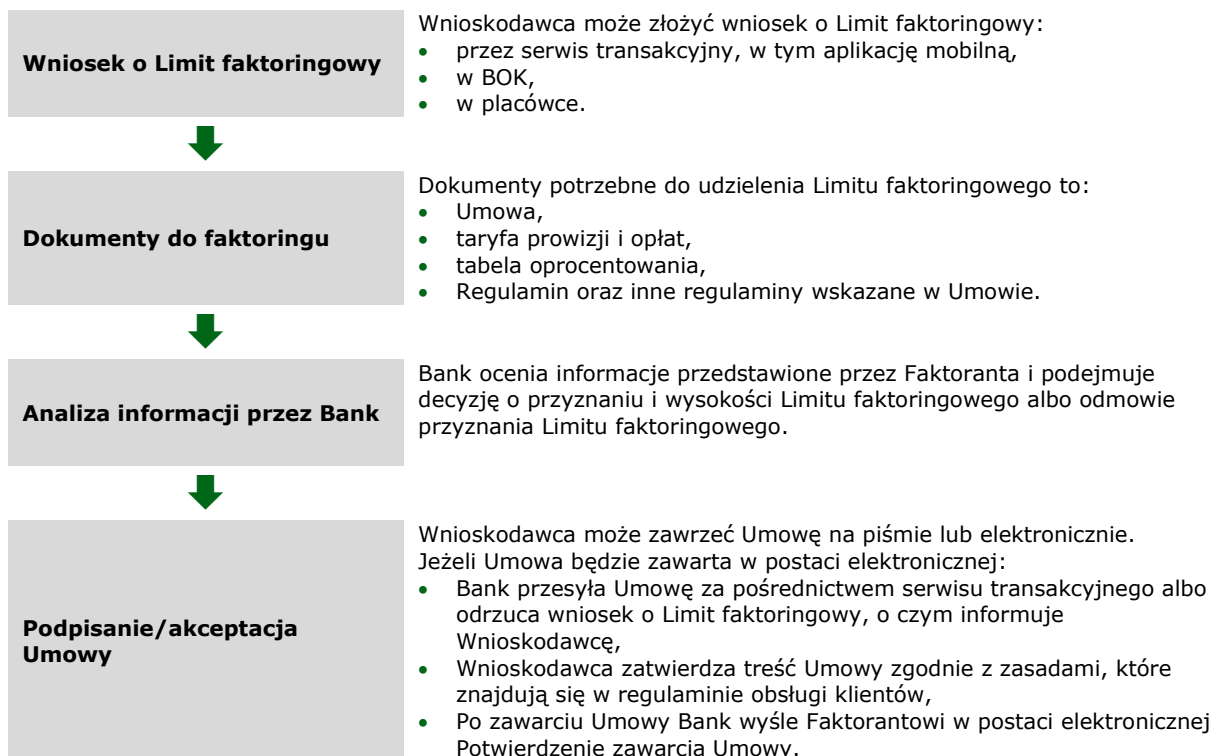 Wniosek o Limit faktoringowy
Wnioskodawca może złożyć wniosek o Limit faktoringowy:
• przez serwis transakcyjny, w tym aplikację mobilną,
• w BOK,
• w placówce.
Dokumenty do faktoringu
Dokumenty potrzebne do udzielenia Limitu faktoringowego to:
• Umowa,
• taryfa prowizji i opłat,
• tabela oprocentowania,
• Regulamin oraz inne regulaminy wskazane w Umowie.
Analiza informacji przez Bank
Bank ocenia informacje przedstawione przez Faktoranta i podejmuje
decyzję o przyznaniu i wysokości Limitu faktoringowego albo odmowie
przyznania Limitu faktoringowego.
Podpisanie/akceptacja
Umowy
Wnioskodawca może zawrzeć Umowę na piśmie lub elektronicznie.
Jeżeli Umowa będzie zawarta w postaci elektronicznej:
• Bank przesyła Umowę za pośrednictwem serwisu transakcyjnego albo
odrzuca wniosek o Limit faktoringowy, o czym informuje
Wnioskodawcę,
• Wnioskodawca zatwierdza treść Umowy zgodnie z zasadami, które
znajdują się w regulaminie obsługi klientów,
• Po zawarciu Umowy Bank wyśle Faktorantowi w postaci elektronicznej
Potwierdzenie zawarcia Umowy.